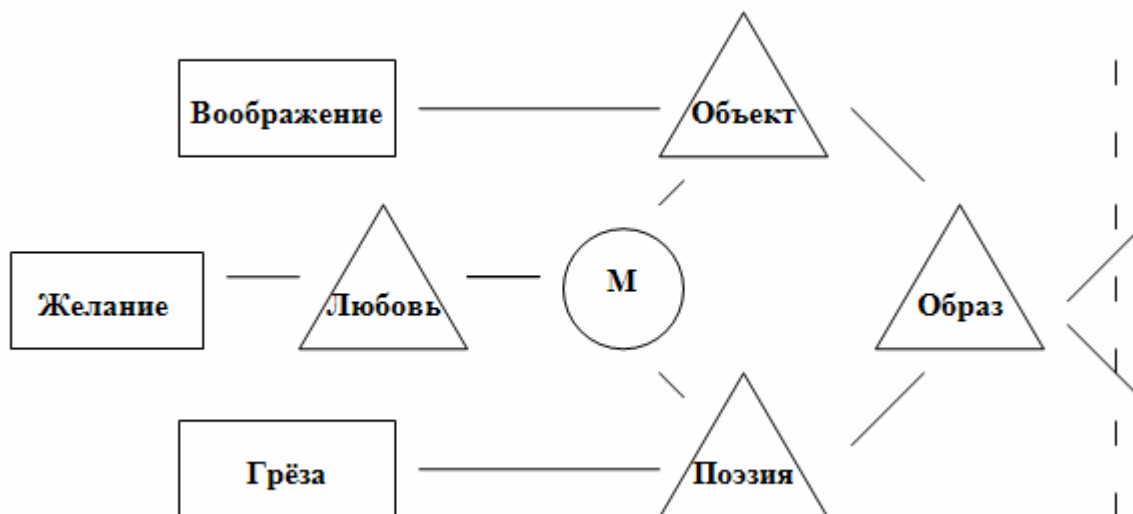 Воображение
Объект
М
Желание
Любовь
Образ
Грёза
Поэзия